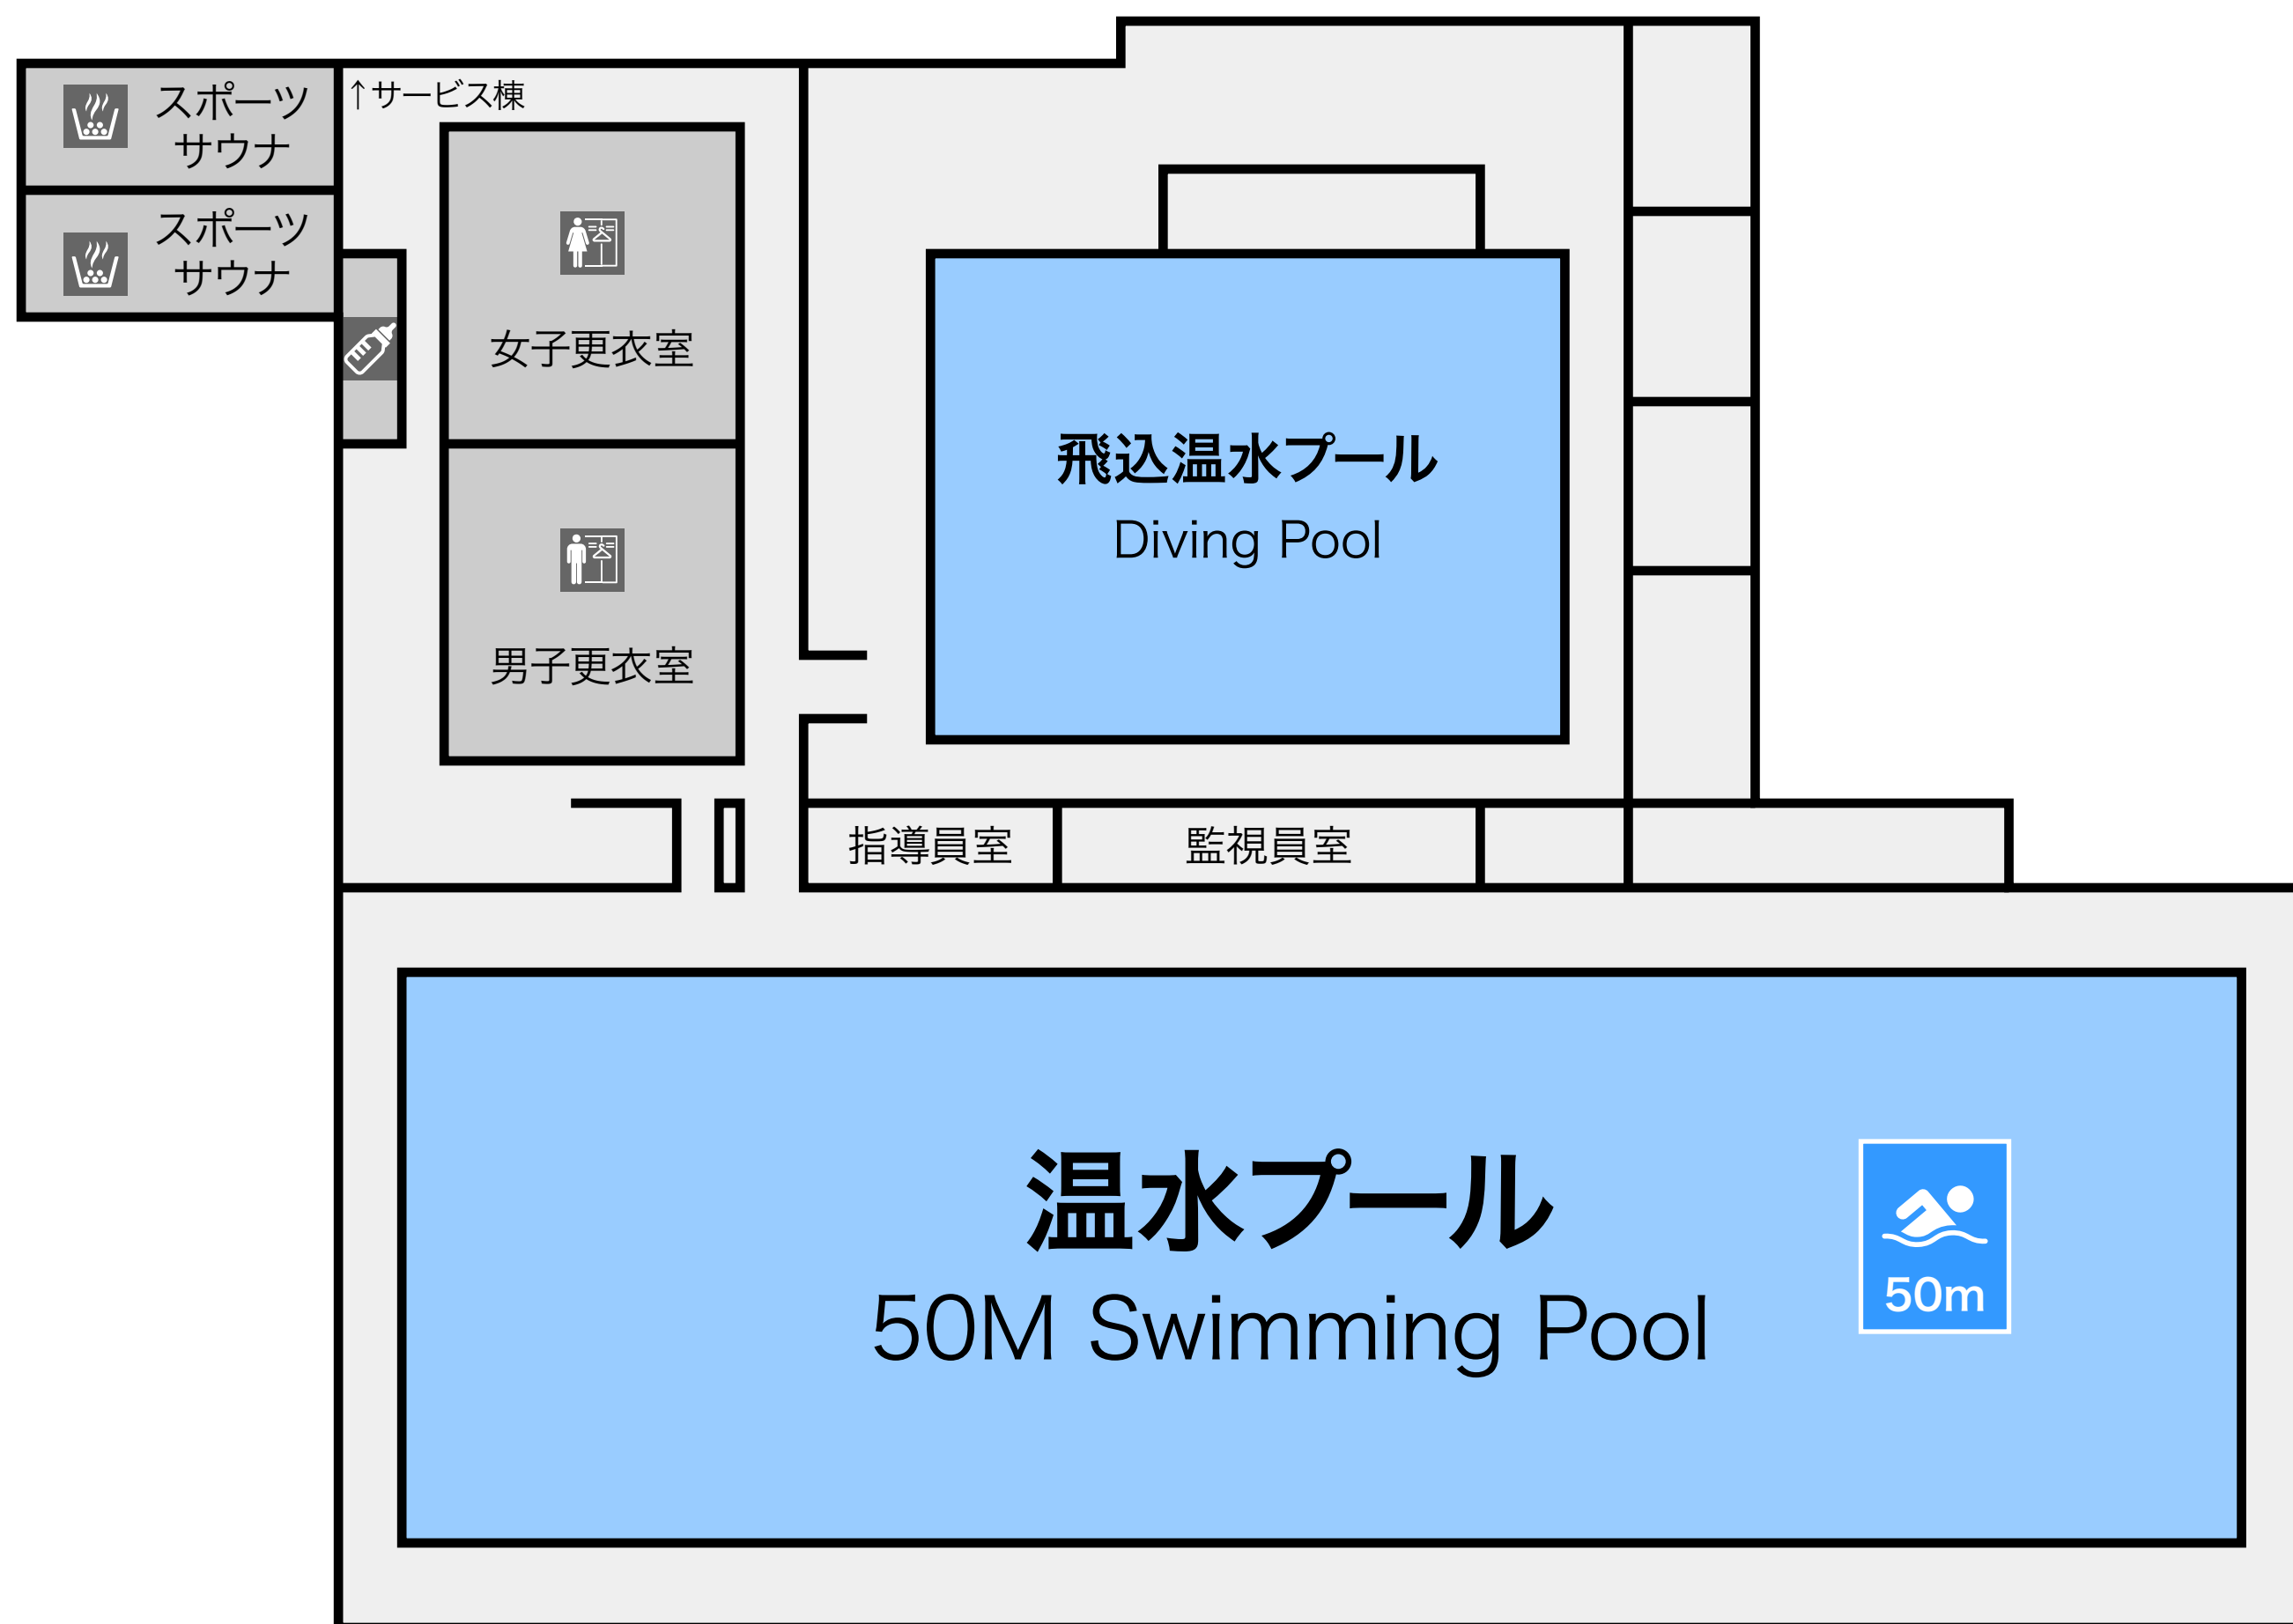 スポーツ
サウナ
↑サービス棟
スポーツ
サウナ
女子更衣室
飛込温水プール
Diving Pool
男子更衣室
指導員室
監視員室
温水プール
50M Swimming Pool
50m